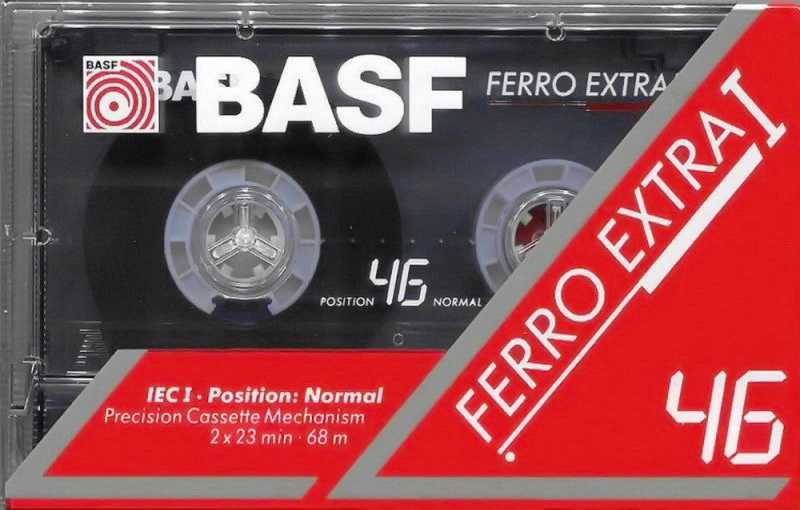 BASF
BASF
FERRO EXTRA
FERRO EXTRA I
POSITION 46 NORMAL
46
IEC I · Position: Normal
Precision Cassette Mechanism
2 x 23 min · 68 m